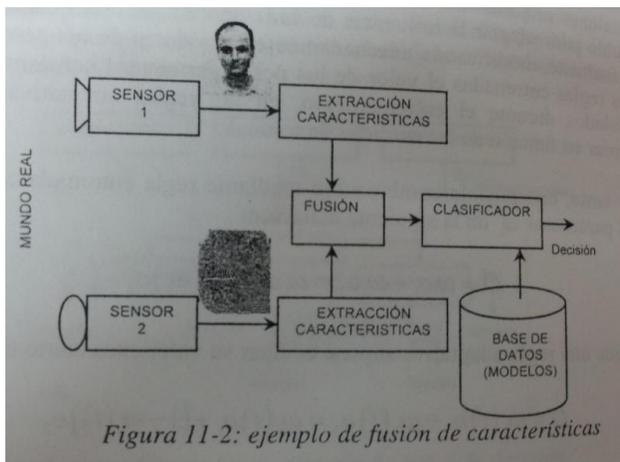 MUNDO REAL
SENSOR
1
EXTRACCIÓN
CARACTERISTICAS
FUSIÓN
CLASIFICADOR
Decisión
SENSOR
2
EXTRACCIÓN
CARACTERISTICAS
BASE DE
DATOS
(MODELOS)
Figura 11-2: ejemplo de fusión de características